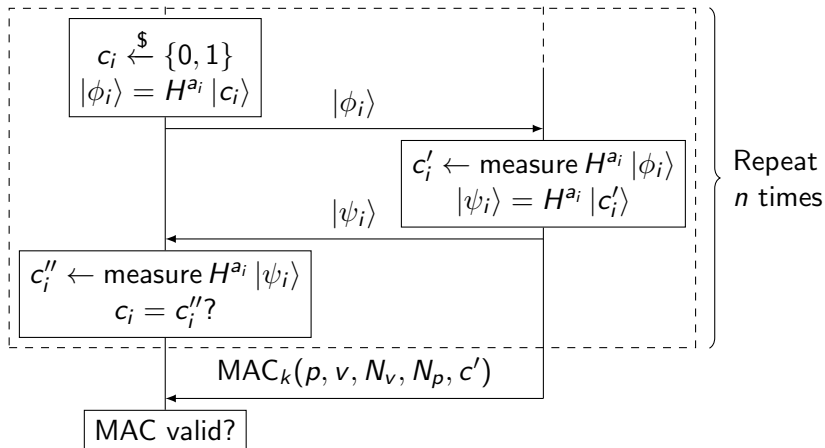 c_i ←$ {0, 1}
|ϕ_i⟩ = H^{a_i} |c_i⟩
|ϕ_i⟩
c′_i ← measure H^{a_i} |ϕ_i⟩
|ψ_i⟩ = H^{a_i} |c′_i⟩
Repeat
n times
|ψ_i⟩
c″_i ← measure H^{a_i} |ψ_i⟩
c_i = c″_i?
MAC_k(p, v, N_v, N_p, c′)
MAC valid?